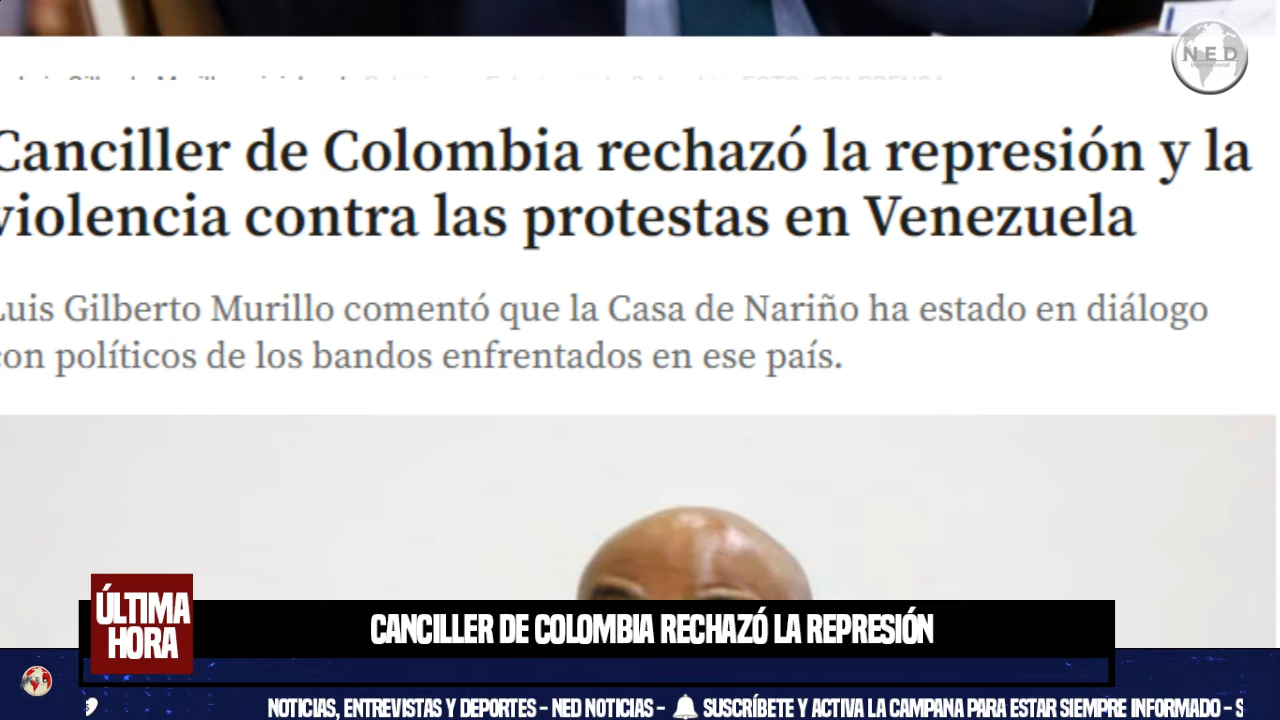 NED
International
Canciller de Colombia rechazó la represión y la
violencia contra las protestas en Venezuela
Luis Gilberto Murillo comentó que la Casa de Nariño ha estado en diálogo
con políticos de los bandos enfrentados en ese país.
ÚLTIMA
HORA
CANCILLER DE COLOMBIA RECHAZÓ LA REPRESIÓN
NOTICIAS, ENTREVISTAS Y DEPORTES - NED NOTICIAS - SUSCRÍBETE Y ACTIVA LA CAMPANA PARA ESTAR SIEMPRE INFORMADO - S